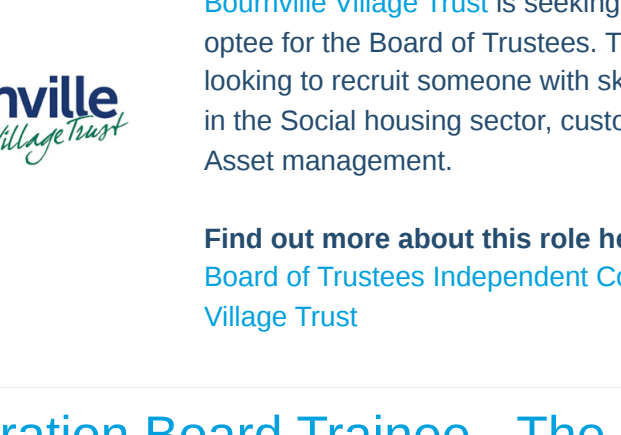 Bournville Village Trust is seeking
optee for the Board of Trustees. T
looking to recruit someone with sk
in the Social housing sector, custo
Asset management.
nville
Village Trust
Find out more about this role he
Board of Trustees Independent Co
Village Trust
ration Board Trainee - The